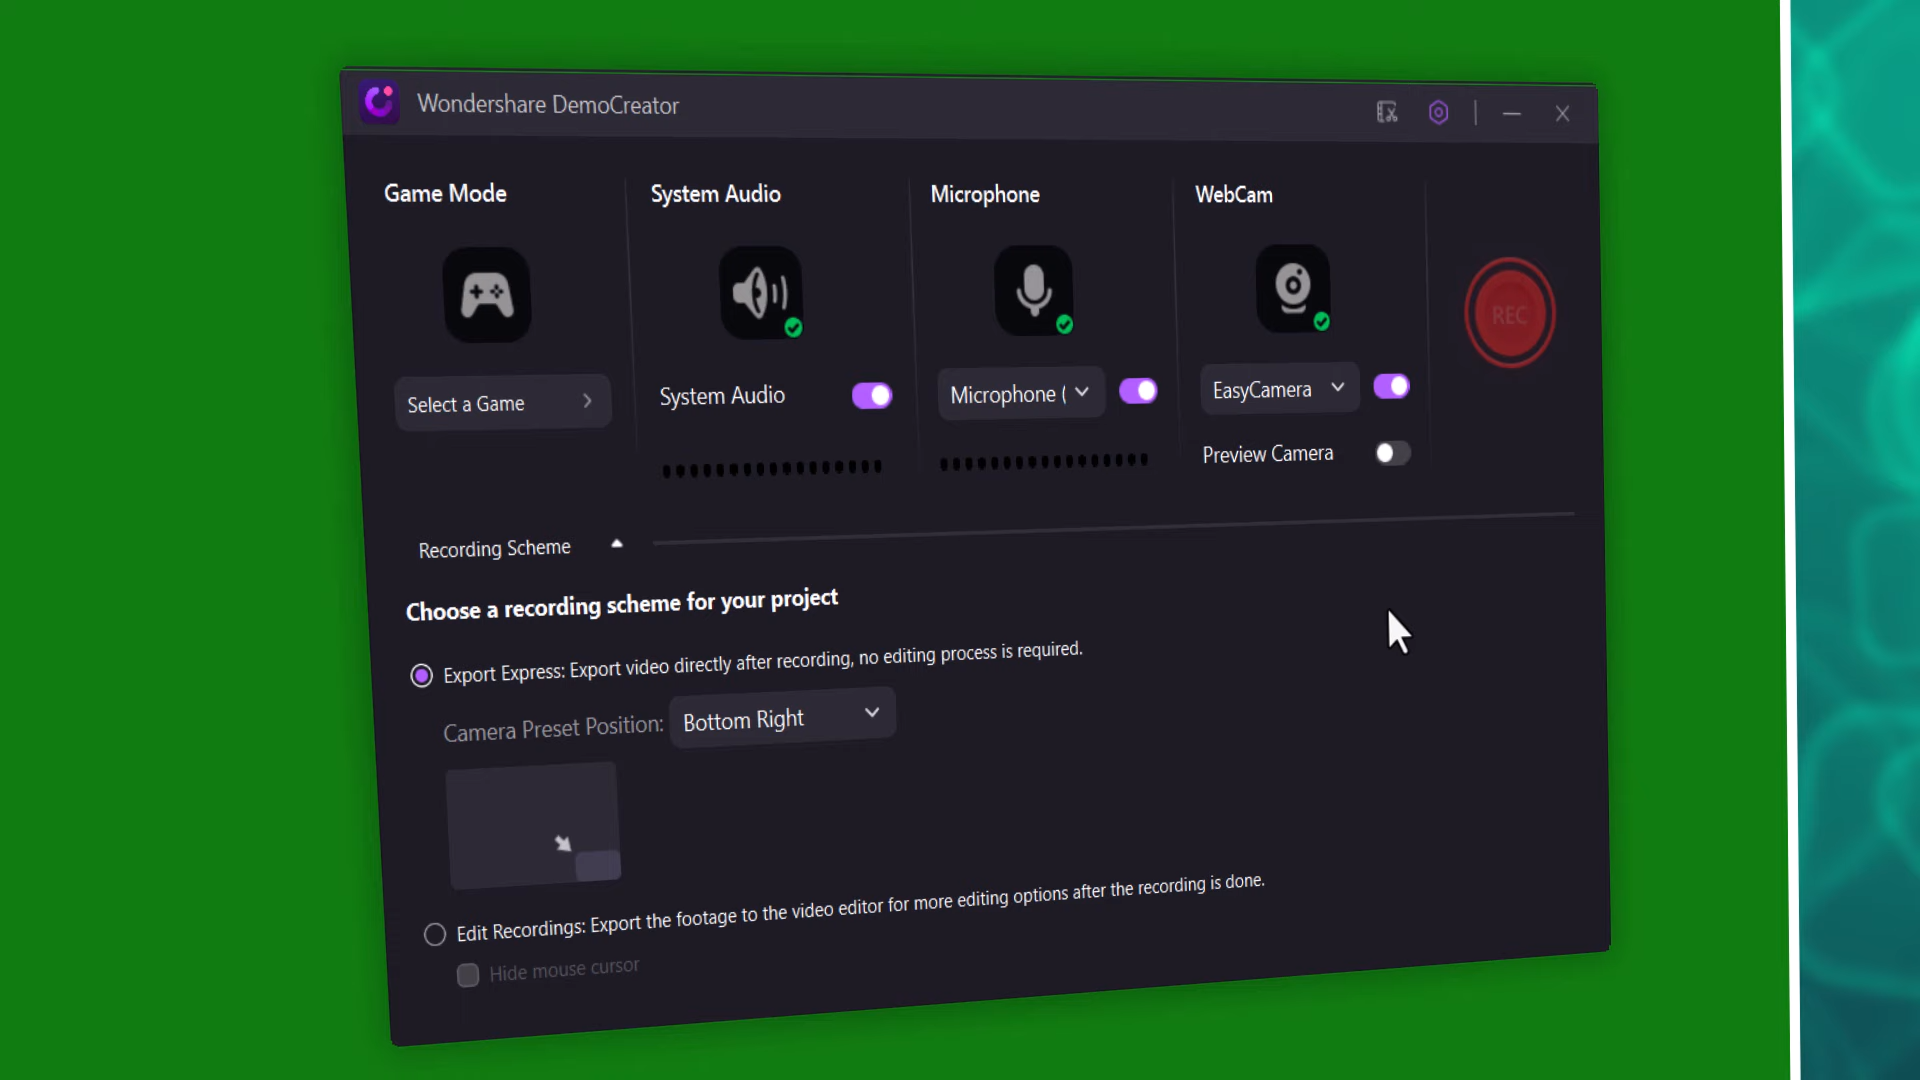 Wondershare DemoCreator
Game Mode
System Audio
Microphone
WebCam
REC
Select a Game
System Audio
Microphone (
EasyCamera
Preview Camera
Recording Scheme
Choose a recording scheme for your project
Export Express: Export video directly after recording, no editing process is required.
Camera Preset Position: Bottom Right
Edit Recordings: Export the footage to the video editor for more editing options after the recording is done.
Hide mouse cursor